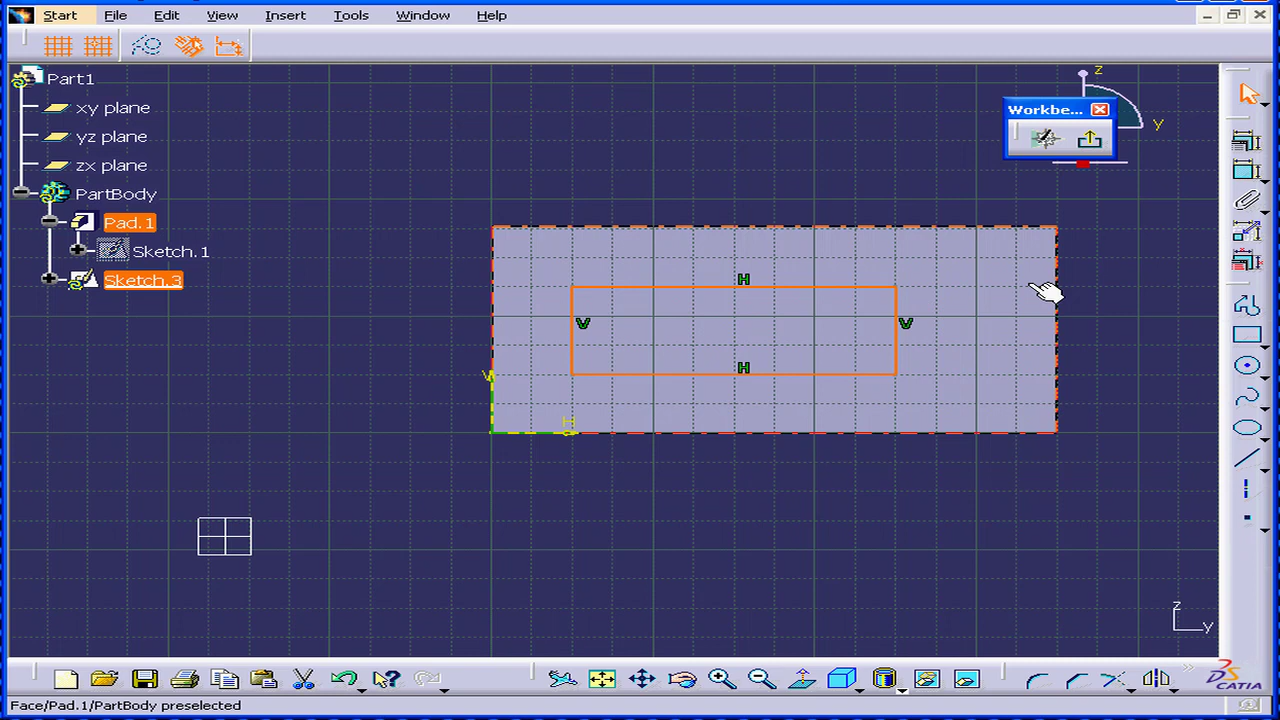 Start File Edit View Insert Tools Window Help
Part1
xy plane
yz plane
zx plane
PartBody
Pad.1
Sketch.1
Sketch.3
z
y
Workbe...
H
V
V
H
V
H
z
y
DS CATIA
Face/Pad.1/PartBody preselected